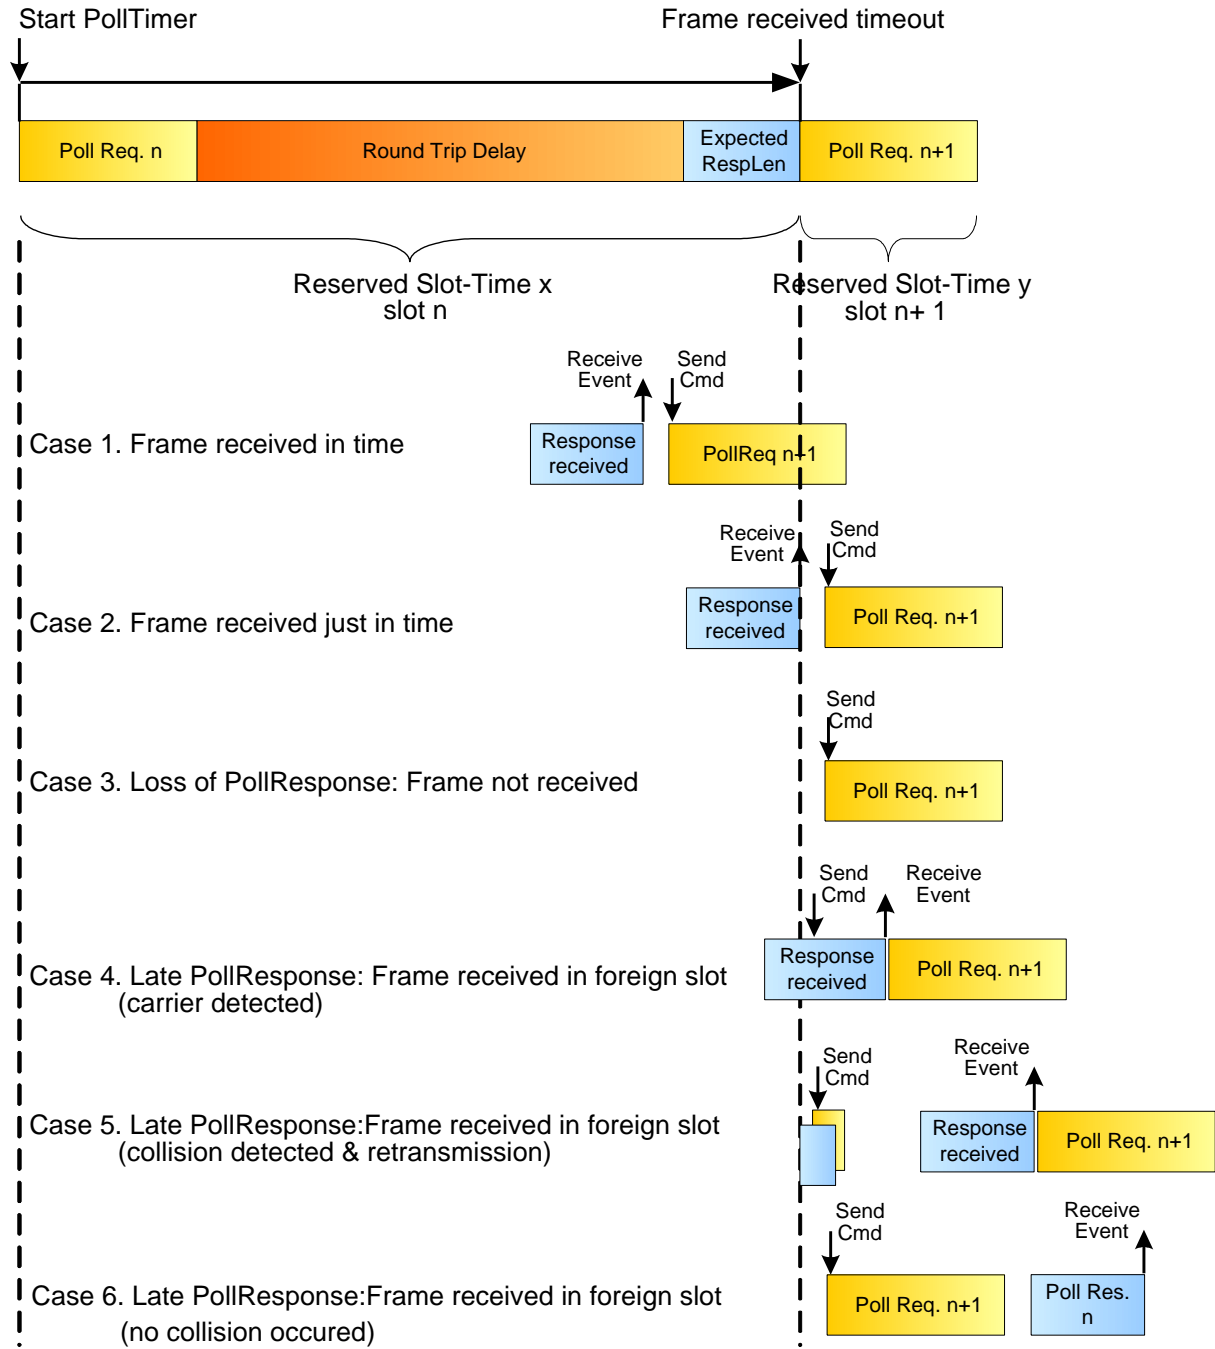 Start PollTimer
Frame received timeout
Poll Req. n
Round Trip Delay
Expected
RespLen
Poll Req. n+1
Reserved Slot-Time x
slot n
Reserved Slot-Time y
slot n+ 1
Receive
Event
Send
Cmd
Case 1. Frame received in time
Response
received
PollReq n+1
Receive
Event
Send
Cmd
Case 2. Frame received just in time
Response
received
Poll Req. n+1
Send
Cmd
Case 3. Loss of PollResponse: Frame not received
Poll Req. n+1
Send
Cmd
Receive
Event
Case 4. Late PollResponse: Frame received in foreign slot
(carrier detected)
Response
received
Poll Req. n+1
Send
Cmd
Receive
Event
Case 5. Late PollResponse:Frame received in foreign slot
(collision detected & retransmission)
Response
received
Poll Req. n+1
Send
Cmd
Receive
Event
Case 6. Late PollResponse:Frame received in foreign slot
(no collision occured)
Poll Req. n+1
Poll Res.
n